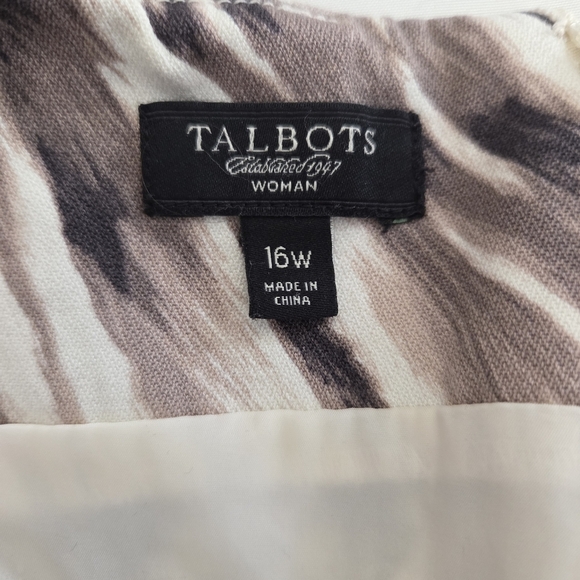 TALBOTS
Established 1947
WOMAN
16W
MADE IN
CHINA